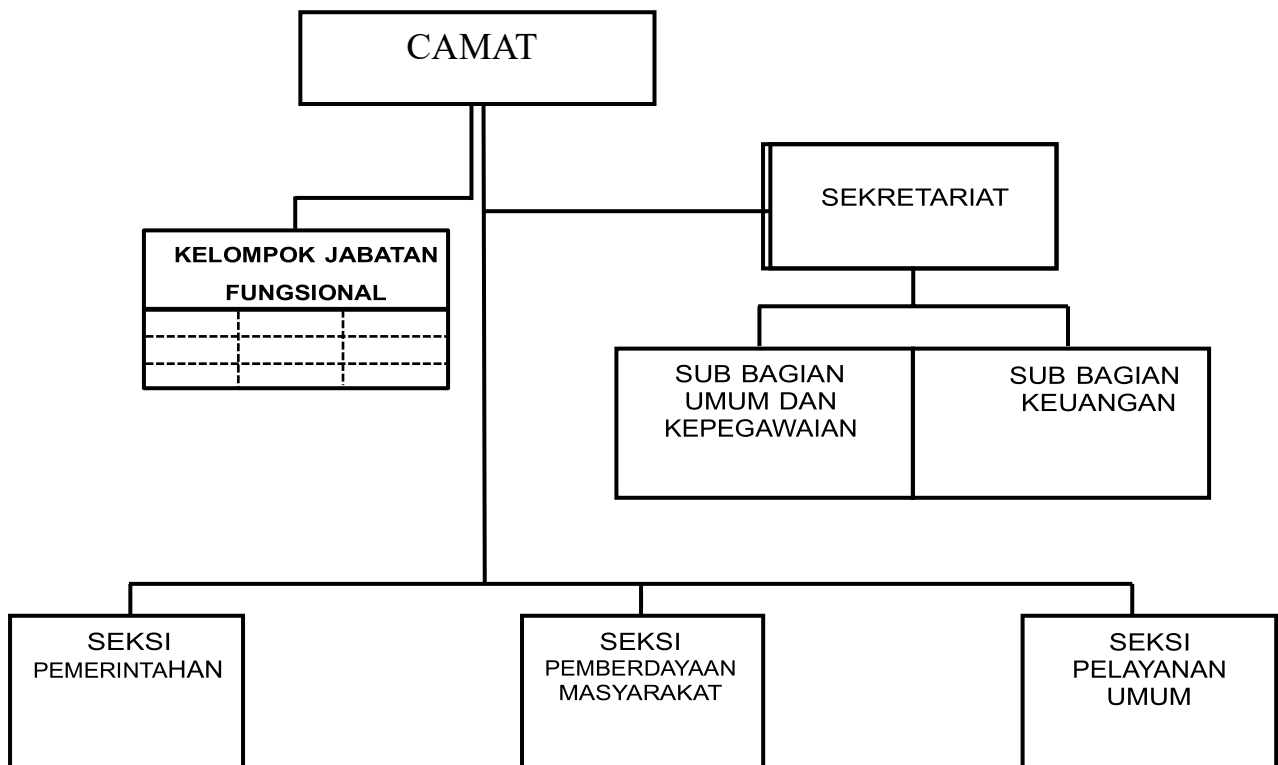 CAMAT
SEKRETARIAT
KELOMPOK JABATAN
FUNGSIONAL
SUB BAGIAN
UMUM DAN
KEPEGAWAIAN
SUB BAGIAN
KEUANGAN
SEKSI
PEMERINTAHAN
SEKSI
PEMBERDAYAAN
MASYARAKAT
SEKSI
PELAYANAN
UMUM